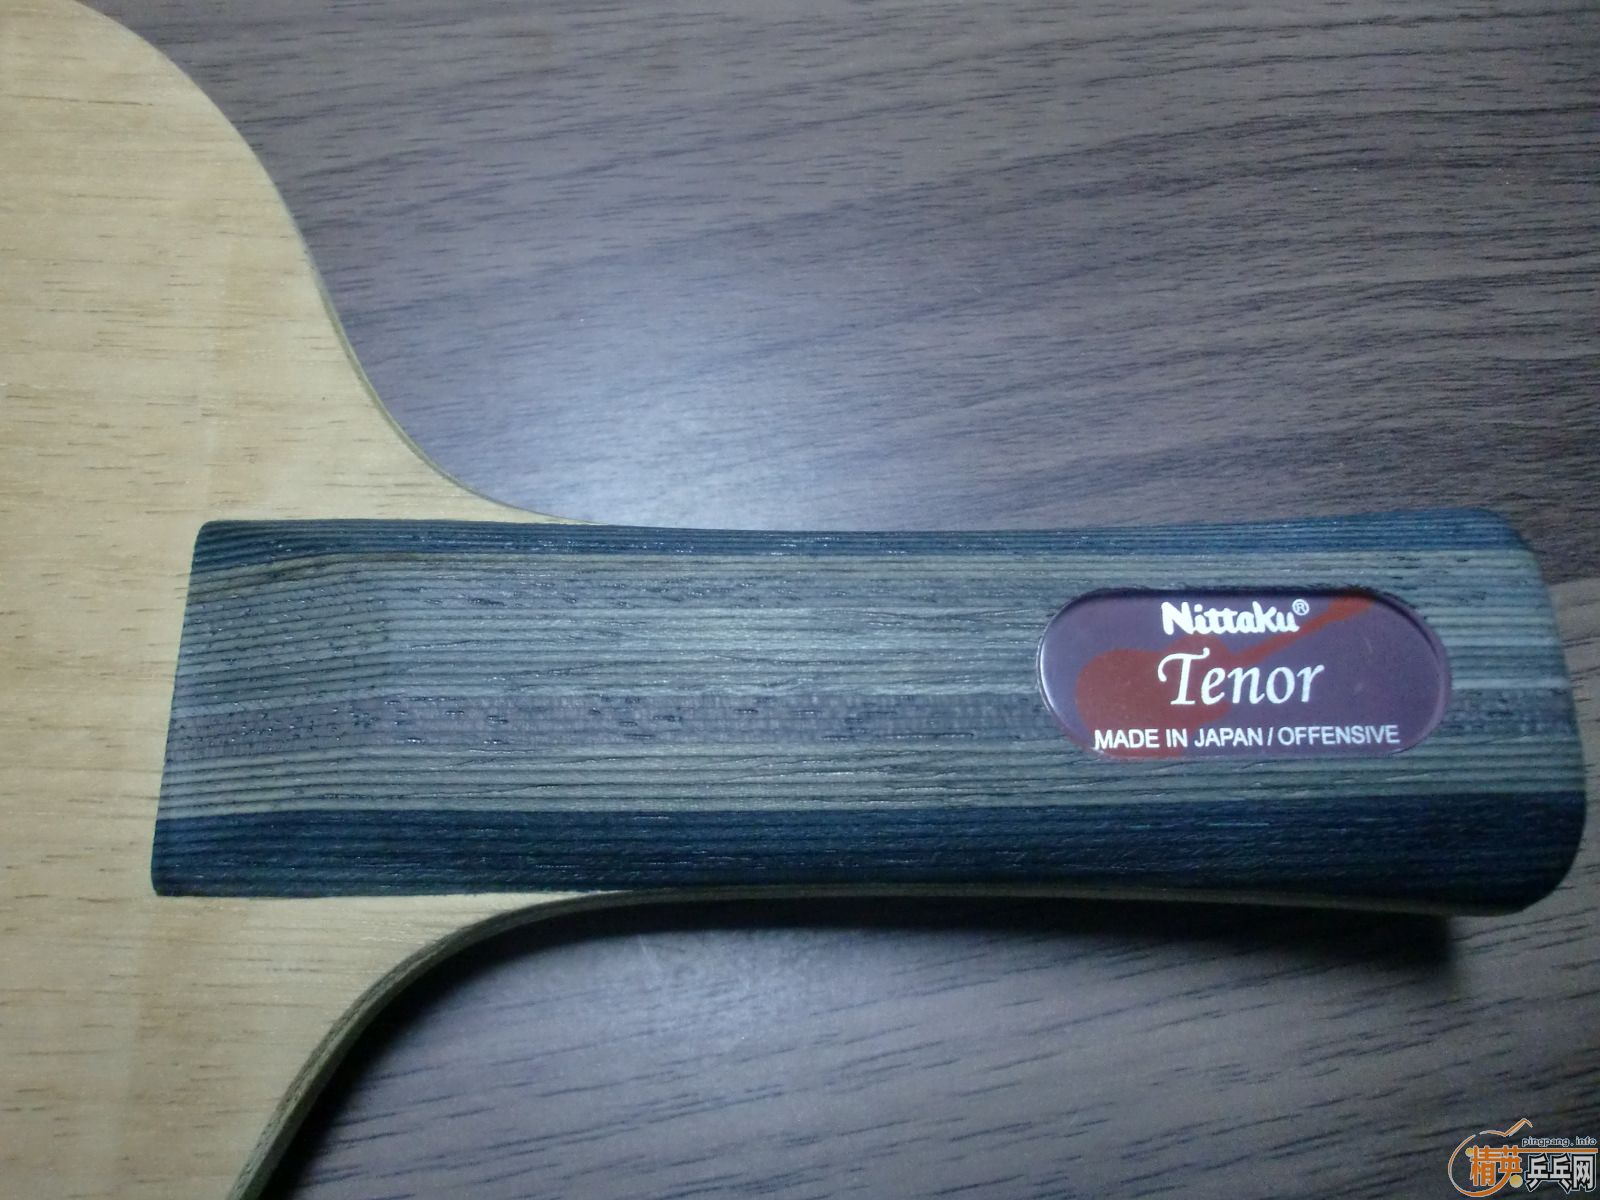 Nittaku®
Tenor
MADE IN JAPAN / OFFENSIVE
pingpang.info
精英乒乓网